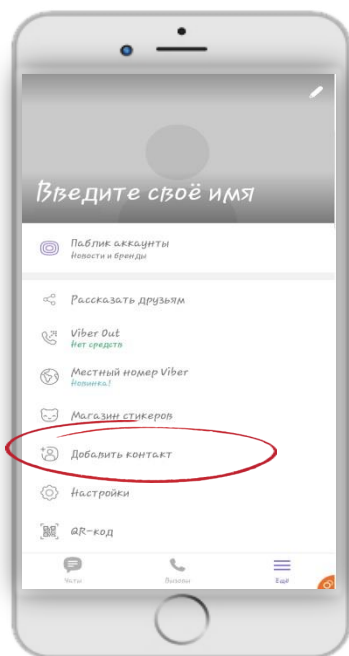 Введите своё имя
Паблик аккаунты
Новости и бренды
Рассказать друзьям
Viber Out
Нет средств
Местный номер Viber
Новинка!
Магазин стикеров
Добавить контакт
Настройки
QR-код
Чаты
Вызовы
Ещё